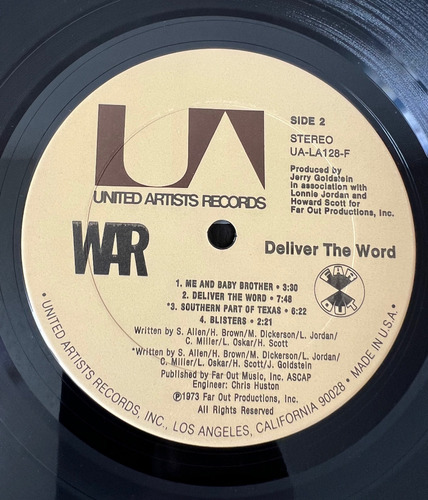 UA
SIDE 2
STEREO
UA-LA128-F
Produced by
Jerry Goldstein
in association with
Lonnie Jordan and
Howard Scott for
Far Out Productions, Inc.
UNITED ARTISTS RECORDS
WAR
Deliver The Word
1. ME AND BABY BROTHER • 3:30
2. DELIVER THE WORD • 7:48
*3. SOUTHERN PART OF TEXAS • 6:22
4. BLISTERS • 2:21
FAR
OUT
Written by S. Allen/H. Brown/M. Dickerson/L. Jordan/
C. Miller/L. Oskar/H. Scott
*Written by S. Allen/H. Brown/M. Dickerson/L. Jordan/
C. Miller/L. Oskar/H. Scott/J. Goldstein
Published by Far Out Music, Inc. ASCAP
Engineer: Chris Huston
℗1973 Far Out Productions, Inc.
All Rights Reserved
• UNITED ARTISTS RECORDS, INC., LOS ANGELES, CALIFORNIA 90028 • MADE IN U.S.A.